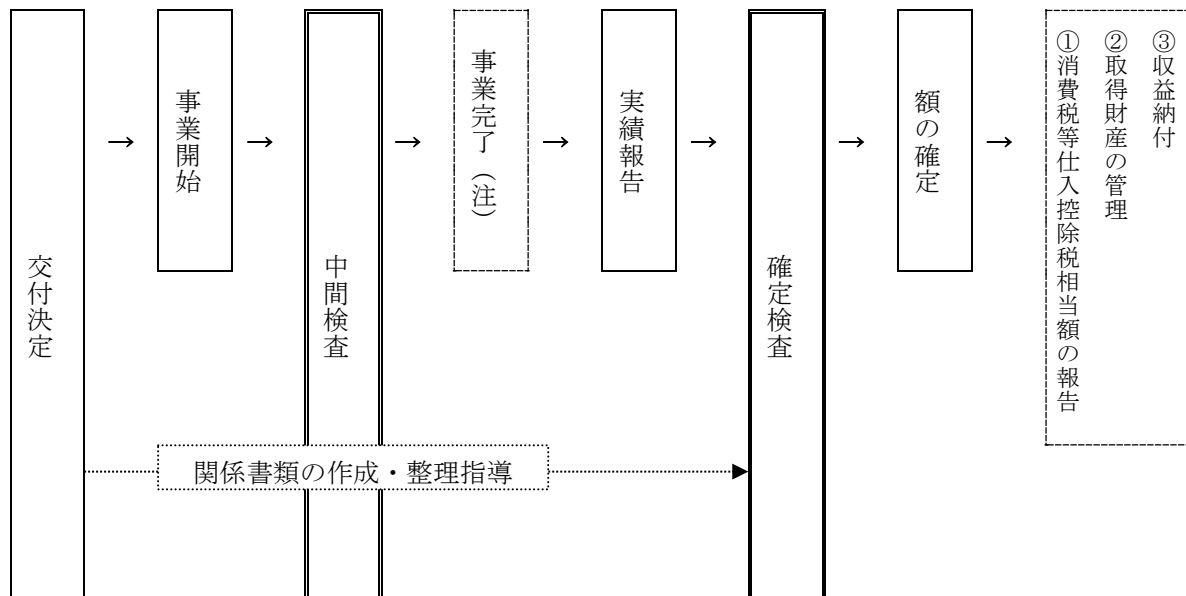 交付決定
→
事業開始
→
中間検査
→
事業完了（注）
→
実績報告
→
確定検査
→
額の確定
→
①消費税等仕入控除税相当額の報告
②取得財産の管理
③収益納付
関係書類の作成・整理指導